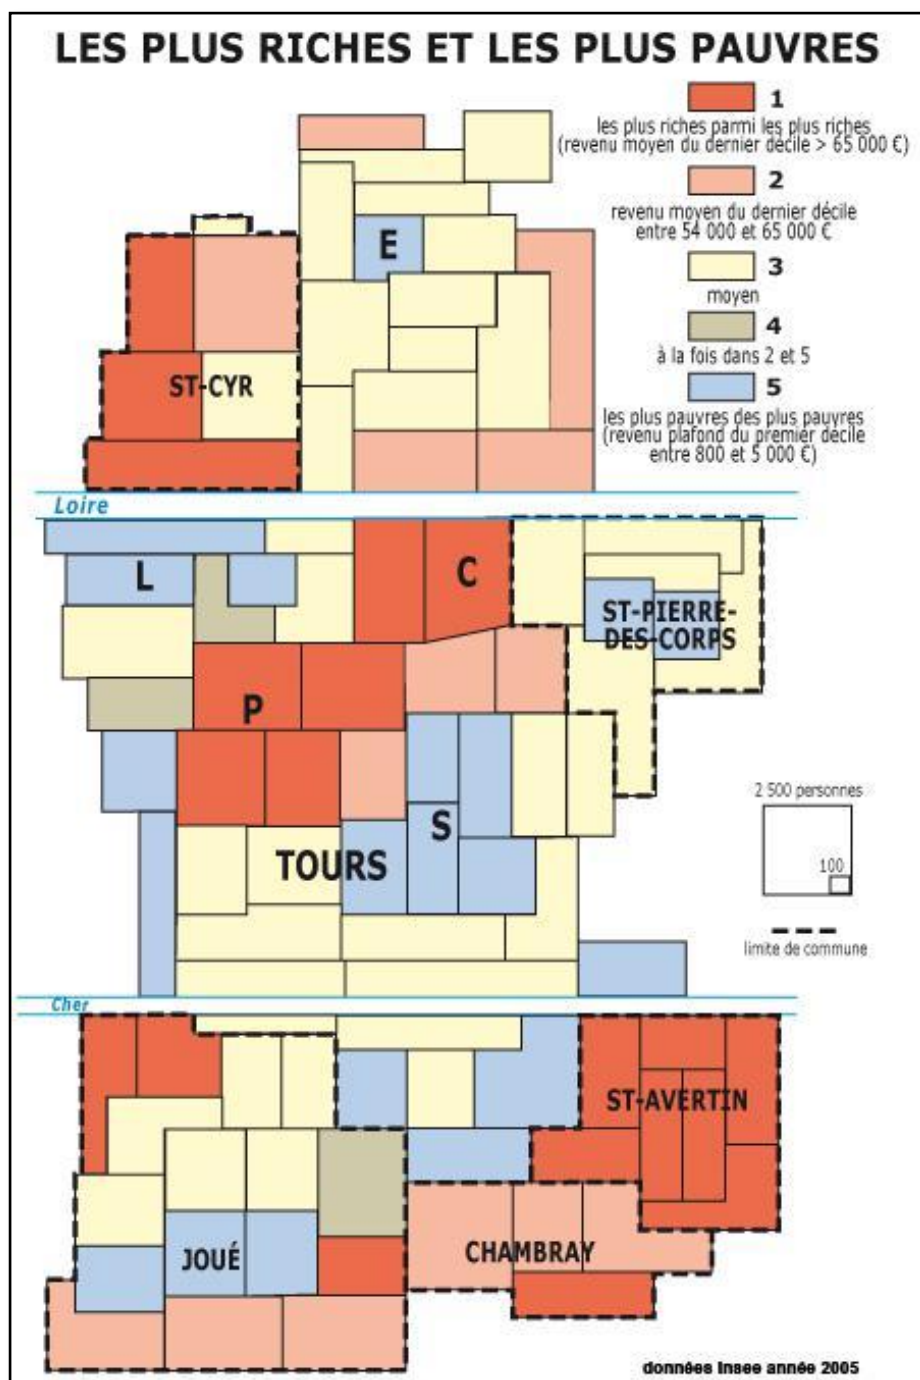 LES PLUS RICHES ET LES PLUS PAUVRES
1
les plus riches parmi les plus riches
(revenu moyen du dernier décile > 65 000 €)
2
revenu moyen du dernier décile
entre 54 000 et 65 000 €
3
moyen
4
à la fois dans 2 et 5
5
les plus pauvres des plus pauvres
(revenu plafond du premier décile
entre 800 et 5 000 €)
E
ST-CYR
Loire
L
C
ST-PIERRE-
DES-CORPS
P
S
TOURS
2 500 personnes
100
limite de commune
Cher
ST-AVERTIN
JOUÉ
CHAMBRAY
données Insee année 2005